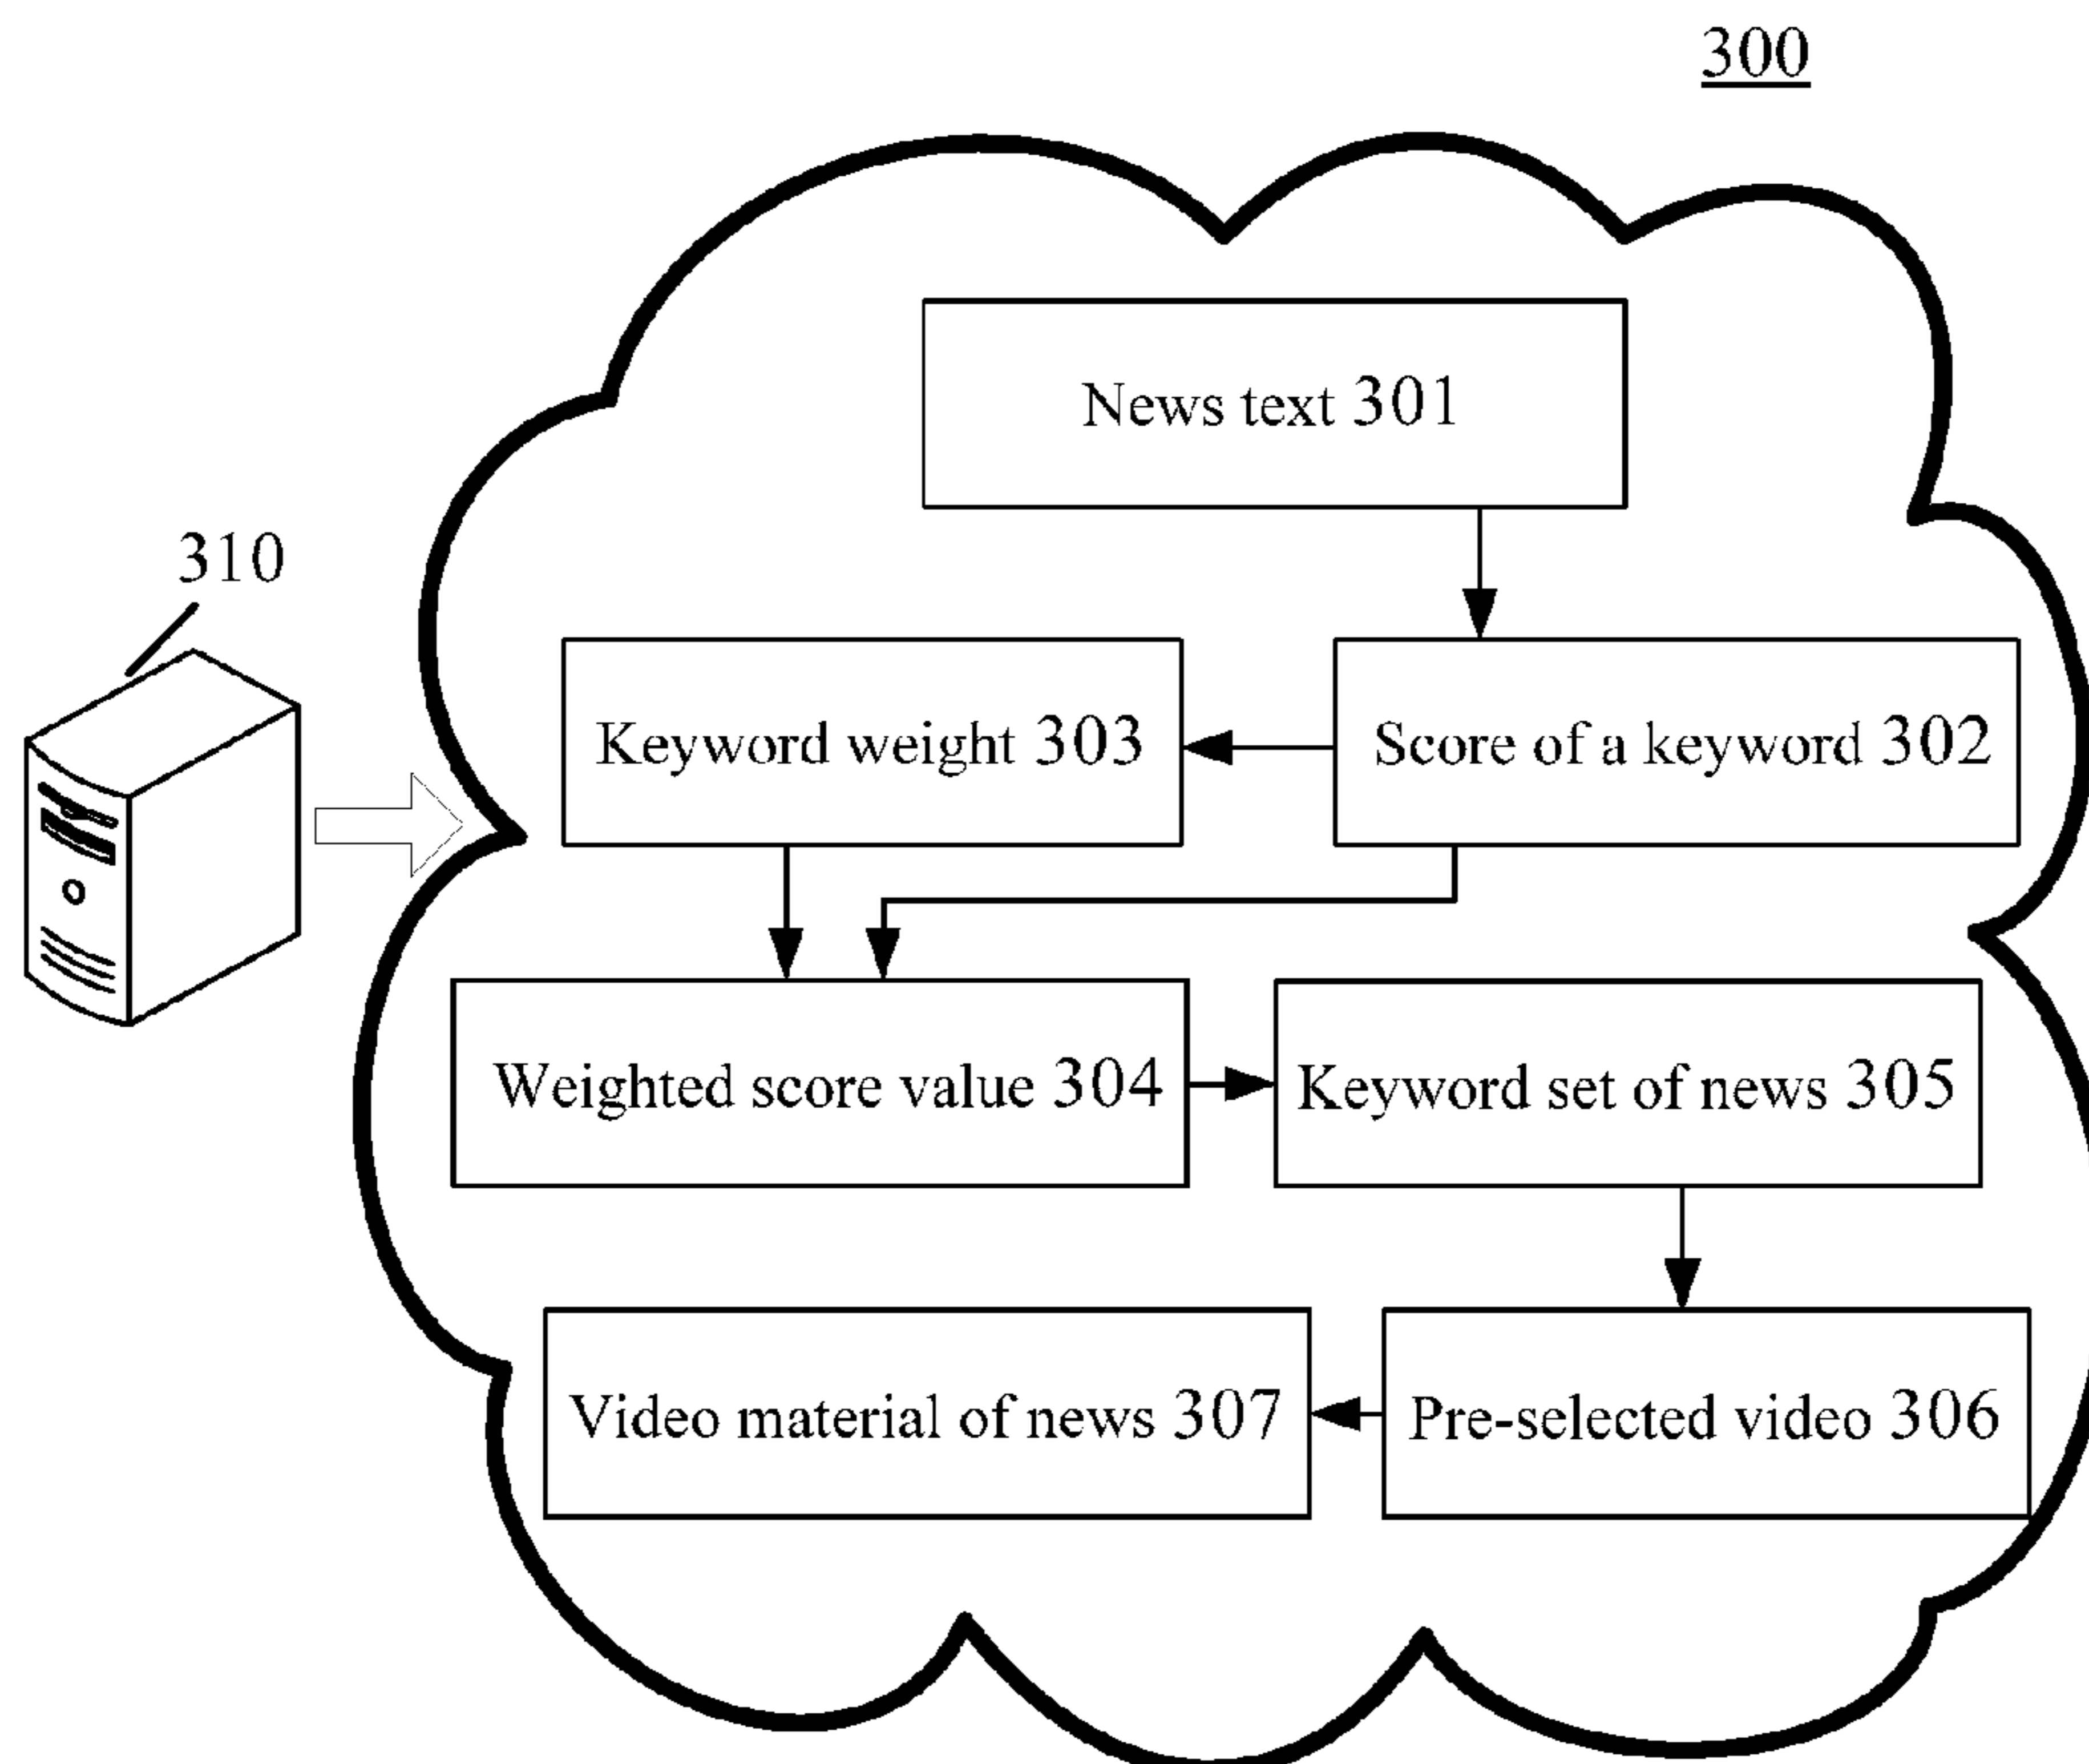 300
News text 301
310
Keyword weight 303
Score of a keyword 302
Weighted score value 304
Keyword set of news 305
Video material of news 307
Pre-selected video 306